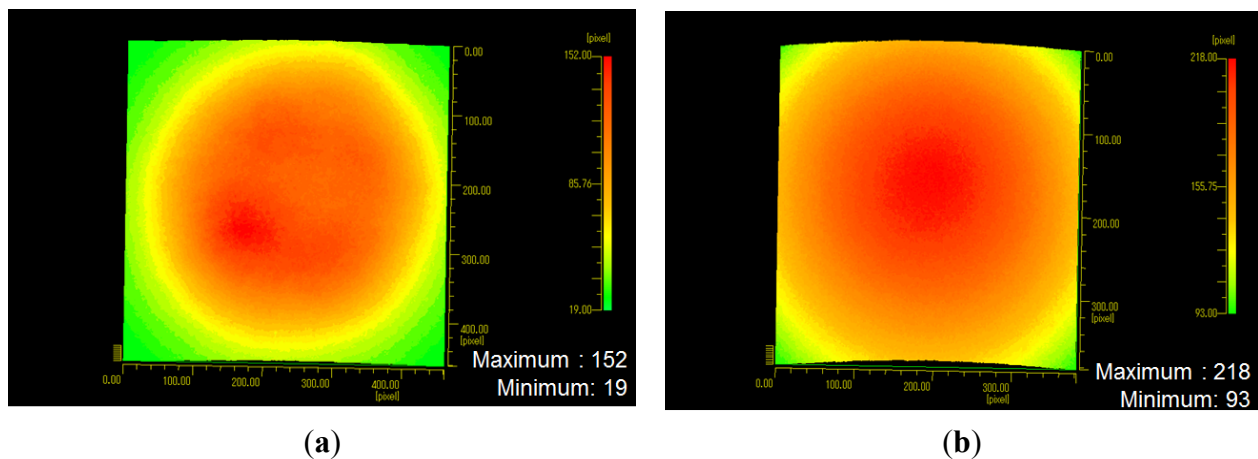 [pixel]
152.00
85.76
19.00
0.00
100.00
200.00
300.00
400.00
[pixel]
0.00 100.00 200.00 300.00 400.00
[pixel]
Maximum : 152
Minimum: 19
(a)
[pixel]
218.00
155.75
93.00
0.00
100.00
200.00
300.00
[pixel]
0.00 100.00 200.00 300.00
[pixel]
Maximum : 218
Minimum: 93
(b)